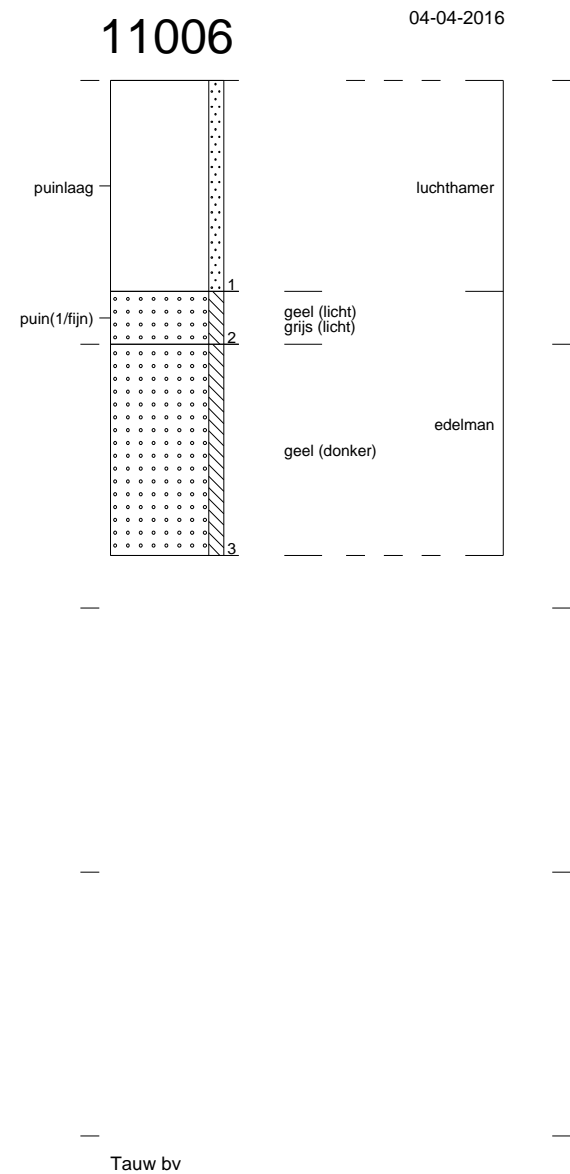 11006
04-04-2016
puinlaag
luchthamer
1
puin(1/fijn)
geel (licht)
grijs (licht)
2
edelman
geel (donker)
3
Tauw bv